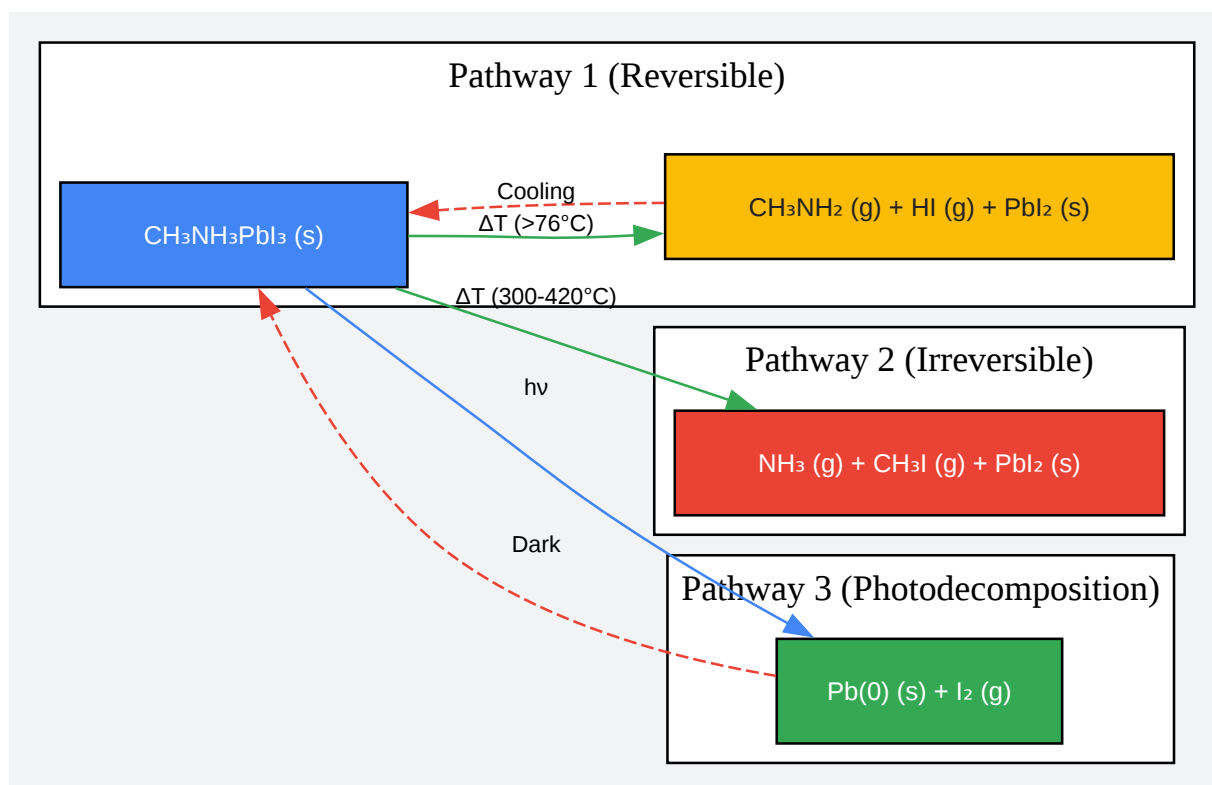 Pathway 1 (Reversible)
Cooling
CH₃NH₂ (g) + HI (g) + PbI₂ (s)
ΔT (>76°C)
CH₃NH₃PbI₃ (s)
ΔT (300-420°C)
Pathway 2 (Irreversible)
hν
NH₃ (g) + CH₃I (g) + PbI₂ (s)
Dark
Pathway 3 (Photodecomposition)
Pb(0) (s) + I₂ (g)